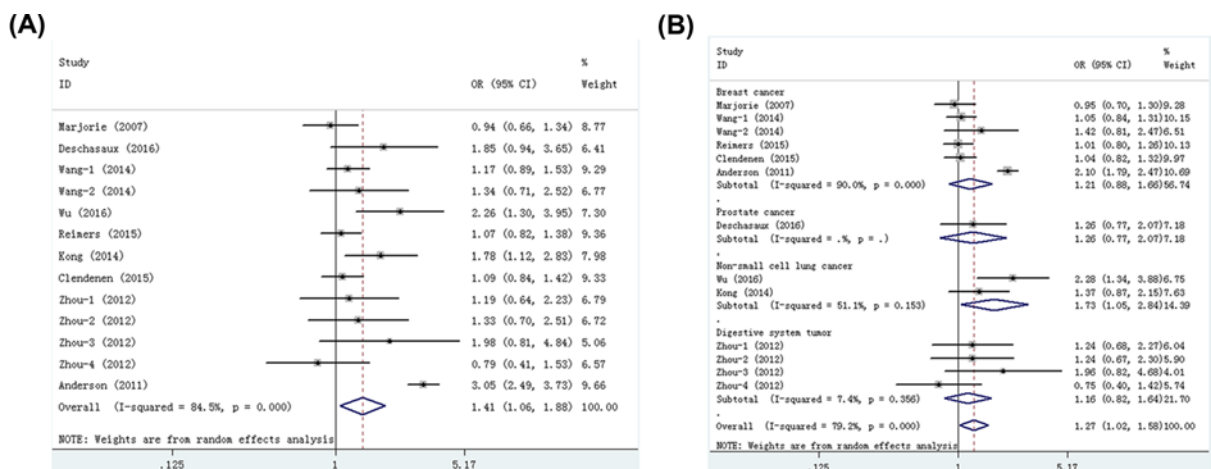 (A)
Study %
ID OR (95% CI) Weight
Marjorie (2007) 0.94 (0.66, 1.34) 8.77
Deschasaux (2016) 1.85 (0.94, 3.65) 6.41
Wang-1 (2014) 1.17 (0.89, 1.53) 9.29
Wang-2 (2014) 1.34 (0.71, 2.52) 6.77
Wu (2016) 2.26 (1.30, 3.95) 7.30
Reimers (2015) 1.07 (0.82, 1.38) 9.36
Kong (2014) 1.78 (1.12, 2.83) 7.98
Clendenen (2015) 1.09 (0.84, 1.42) 9.33
Zhou-1 (2012) 1.19 (0.64, 2.23) 6.79
Zhou-2 (2012) 1.33 (0.70, 2.51) 6.72
Zhou-3 (2012) 1.98 (0.81, 4.84) 5.06
Zhou-4 (2012) 0.79 (0.41, 1.53) 6.57
Anderson (2011) 3.05 (2.49, 3.73) 9.66
Overall (I-squared = 84.5%, p = 0.000) 1.41 (1.06, 1.88) 100.00
NOTE: Weights are from random effects analysis
.125 1 5.17
(B)
Study %
ID OR (95% CI) Weight
Breast cancer
Marjorie (2007) 0.95 (0.70, 1.30) 9.28
Wang-1 (2014) 1.05 (0.84, 1.31) 10.15
Wang-2 (2014) 1.42 (0.81, 2.47) 6.51
Reimers (2015) 1.01 (0.80, 1.26) 10.13
Clendenen (2015) 1.04 (0.82, 1.32) 9.97
Anderson (2011) 2.10 (1.79, 2.47) 10.69
Subtotal (I-squared = 90.0%, p = 0.000) 1.21 (0.88, 1.66) 56.74
.
Prostate cancer
Deschasaux (2016) 1.26 (0.77, 2.07) 7.18
Subtotal (I-squared = .%, p = .) 1.26 (0.77, 2.07) 7.18
.
Non-small cell lung cancer
Wu (2016) 2.28 (1.34, 3.88) 6.75
Kong (2014) 1.37 (0.87, 2.15) 7.63
Subtotal (I-squared = 51.1%, p = 0.153) 1.73 (1.05, 2.84) 14.39
.
Digestive system tumor
Zhou-1 (2012) 1.24 (0.68, 2.27) 6.04
Zhou-2 (2012) 1.24 (0.67, 2.30) 5.90
Zhou-3 (2012) 1.96 (0.82, 4.68) 4.01
Zhou-4 (2012) 0.75 (0.40, 1.42) 5.74
Subtotal (I-squared = 7.4%, p = 0.356) 1.16 (0.82, 1.64) 21.70
.
Overall (I-squared = 79.2%, p = 0.000) 1.27 (1.02, 1.58) 100.00
NOTE: Weights are from random effects analysis
.125 1 5.17